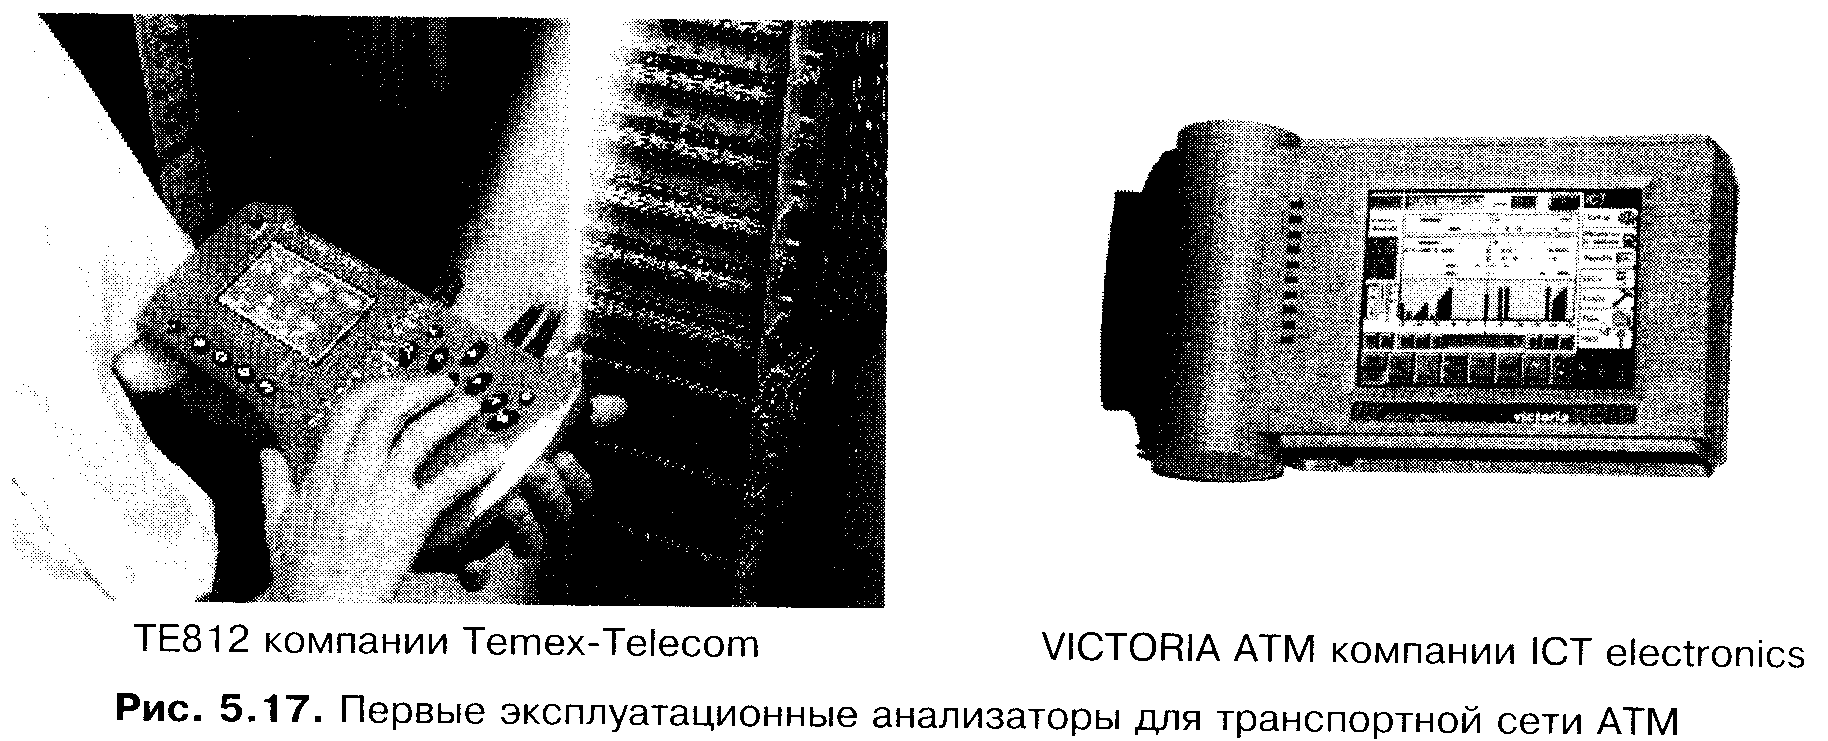 victoria
TE812 компании Temex-Telecom
VICTORIA ATM компании ICT electronics
Рис. 5.17. Первые эксплуатационные анализаторы для транспортной сети ATM